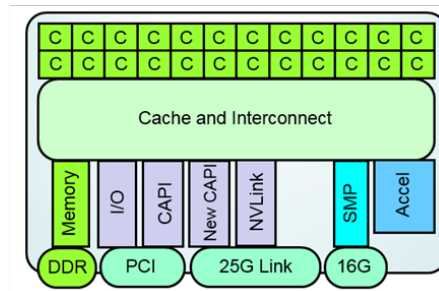 C C C C C C C C C C C C
C C C C C C C C C C C C
Cache and Interconnect
Memory
I/O
CAPI
New CAPI
NVLink
SMP
Accel
DDR
PCI
25G Link
16G